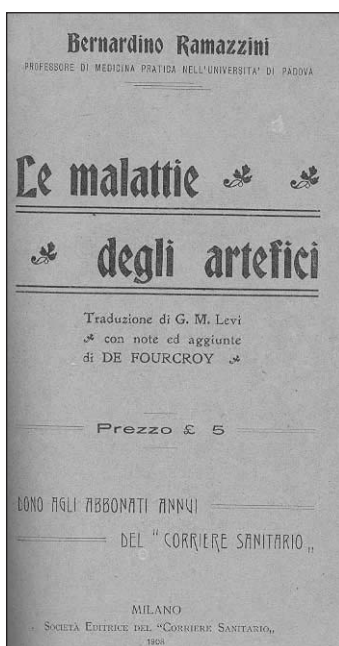 Bernardino Ramazzini
PROFESSORE DI MEDICINA PRATICA NELL'UNIVERSITA' DI PADOVA
Le malattie
degli artefici
Traduzione di G. M. Levi
con note ed aggiunte
di DE FOURCROY
Prezzo £ 5
DONO AGLI ABBONATI ANNUI
DEL " CORRIERE SANITARIO „
MILANO
SOCIETÀ EDITRICE DEL "CORRIERE SANITARIO„
1908